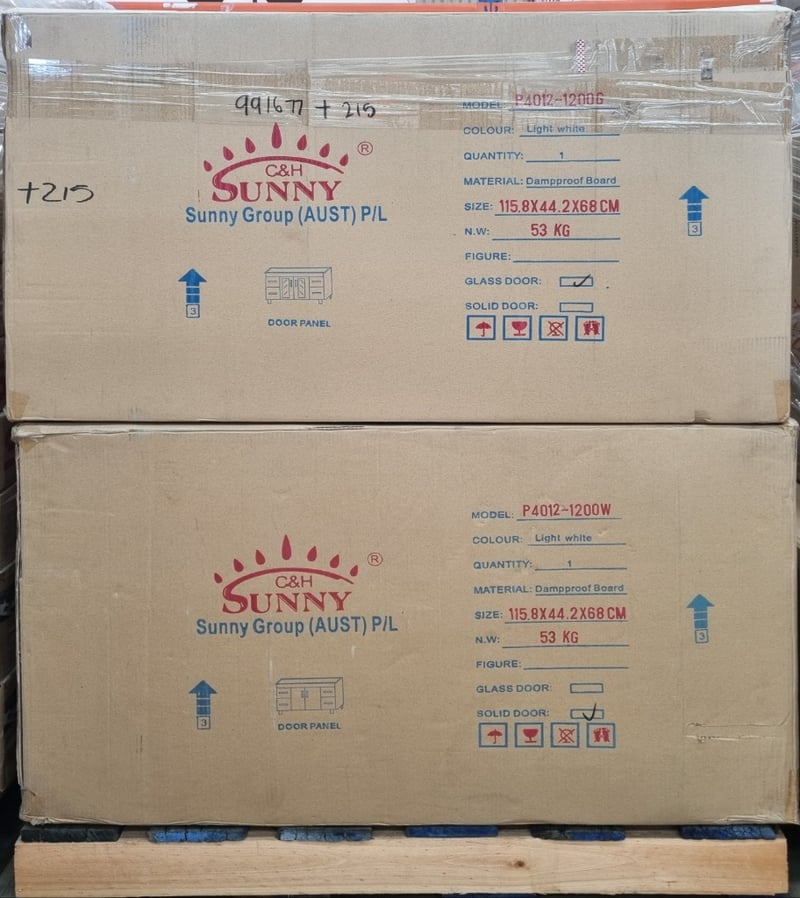 991677 + 215
+215
®
C&H
SUNNY
Sunny Group (AUST) P/L
3
DOOR PANEL
MODEL: P4012-1200G
COLOUR: Light white
QUANTITY: 1
MATERIAL: Dampproof Board
SIZE: 115.8X44.2X68 CM
N.W: 53 KG
FIGURE:
GLASS DOOR: ✓
SOLID DOOR:
3
®
C&H
SUNNY
Sunny Group (AUST) P/L
3
DOOR PANEL
MODEL: P4012-1200W
COLOUR: Light white
QUANTITY: 1
MATERIAL: Dampproof Board
SIZE: 115.8X44.2X68 CM
N.W: 53 KG
FIGURE:
GLASS DOOR:
SOLID DOOR: ✓
3